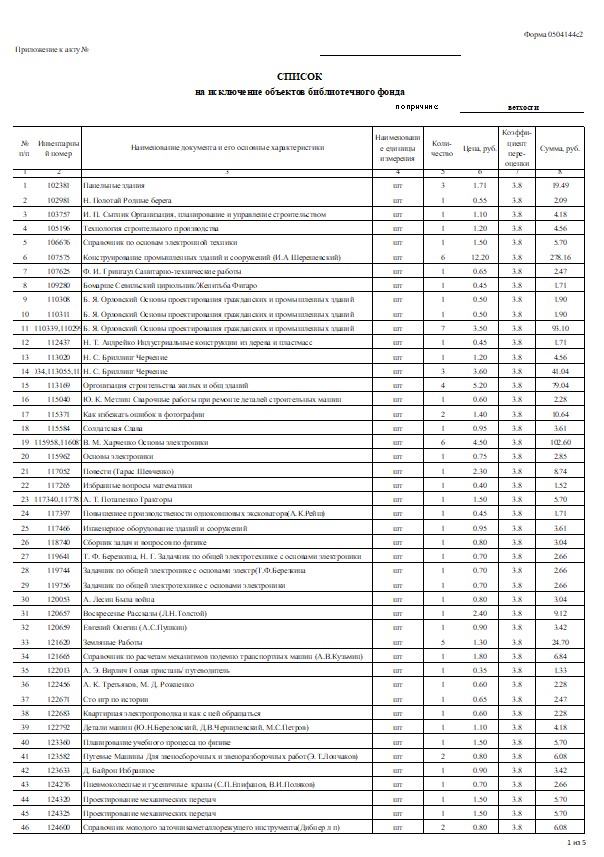 Форма 0504144с2
Приложение к акту №
СПИСОК
на исключение объектов библиотечного фонда
по причине ветхости
№ п/п Инвентарный номер Наименование документа и его основные характеристики Наименование единицы измерения Количество Цена, руб. Коэффициент переоценки Сумма, руб.
1 2 3 4 5 6 7 8
1 102381 Папельные здания шт 3 1.71 3.8 19.49
2 102981 Н. Полотай Родные берега шт 1 0.55 3.8 2.09
3 103757 И. П. Сытник Организация, планирование и управление строительством шт 1 1.10 3.8 4.18
4 105196 Технология строительного производства шт 1 1.20 3.8 4.56
5 106676 Справочник по основам электронной техники шт 1 1.50 3.8 5.70
6 107575 Конструирование промышленных зданий и сооружений (И.А Шерешевский) шт 6 12.20 3.8 278.16
7 107625 Ф. И. Грингауз Санитарно-технические работы шт 1 0.65 3.8 2.47
8 109280 Бомарше Севильский цирюльник/Женитьба Фигаро шт 1 0.45 3.8 1.71
9 110308 Б. Я. Орловский Основы проектирования гражданских и промышленных зданий шт 1 0.50 3.8 1.90
10 110311 Б. Я. Орловский Основы проектирования гражданских и промышленных зданий шт 1 0.50 3.8 1.90
11 110339,110299 Б. Я. Орловский Основы проектирования гражданских и промышленных зданий шт 7 3.50 3.8 93.10
12 112437 Н. Т. Андрейко Индустриальные конструкции из дерева и пластмасс шт 1 0.45 3.8 1.71
13 113020 Н. С. Бриллинг Черчение шт 1 1.20 3.8 4.56
14 034,113055,11 Н. С. Бриллинг Черчение шт 3 3.60 3.8 41.04
15 113169 Организация строительства жилых и общ зданий шт 4 5.20 3.8 79.04
16 115040 Ю. К. Метлин Сварочные работы при ремонте деталей строительных машин шт 1 0.60 3.8 2.28
17 115371 Как избежать ошибок в фотографии шт 2 1.40 3.8 10.64
18 115584 Солдатская Слава шт 1 0.95 3.8 3.61
19 115958,11608 В. М. Харченко Основы электроники шт 6 4.50 3.8 102.60
20 115962 Основы электроники шт 1 0.75 3.8 2.85
21 117052 Повести (Тарас Шевченко) шт 1 2.30 3.8 8.74
22 117265 Избранные вопросы математики шт 1 0.40 3.8 1.52
23 117340,11778 А. Т. Потапенко Тракторы шт 1 1.50 3.8 5.70
24 117397 Повышениее производствености одноковшовых эксковаторв(А.К.Рейш) шт 1 0.45 3.8 1.71
25 117466 Инженерное оборудование зданий и сооружений шт 1 0.95 3.8 3.61
26 118740 Сборник задач и вопросов по физике шт 1 0.80 3.8 3.04
27 119641 Т. Ф. Березкина, Н. Г. Задачник по общей электротехнике с основами электроники шт 1 0.70 3.8 2.66
28 119744 Задачник по общей электронике с основами электр(Т.Ф.Березкина шт 1 0.70 3.8 2.66
29 119756 Задачник по общей электротехнике с основами электроники шт 1 0.70 3.8 2.66
30 120053 А. Лесин Была война шт 1 0.80 3.8 3.04
31 120657 Воскресенье Рассказы (Л.Н.Толстой) шт 1 2.40 3.8 9.12
32 120659 Евгений Онегин (А.С.Пушкин) шт 1 0.90 3.8 3.42
33 121620 Земляные Работы шт 5 1.30 3.8 24.70
34 121665 Справочник по расчетам механизмов подемно транспортных машин (А.В.Кузьмин) шт 1 1.80 3.8 6.84
35 122013 А. Э. Вирлич Голая пристань/ путеводитель шт 1 0.35 3.8 1.33
36 122456 А. К. Третьяков, М. Д. Рожненко шт 1 0.60 3.8 2.28
37 122671 Сто игр по истории шт 1 0.65 3.8 2.47
38 122683 Квартирная электропроводка и как с ней обращаться шт 1 0.60 3.8 2.28
39 122792 Детали машин (Ю.Н.Березовский, Д.В.Чернилевский, М.С.Петров) шт 1 1.10 3.8 4.18
40 123360 Планирование учебного процесса по физике шт 1 1.50 3.8 5.70
41 123582 Путевые Машины Для звеносборочных и звеноразборочных работ(Э.Т.Лончаков) шт 2 0.80 3.8 6.08
42 123633 Д. Байрон Избранное шт 1 0.90 3.8 3.42
43 124276 Пневмоколесные и гусеничные краны (С.П.Епифанов, В.И.Поляков) шт 1 0.70 3.8 2.66
44 124320 Проектирование механических передач шт 1 1.50 3.8 5.70
45 124325 Проектирование механических передач шт 1 1.50 3.8 5.70
46 124600 Справочник молодого заточникаметаллорежущего инструмента(Дибнер л п) шт 2 0.80 3.8 6.08
1 из 5